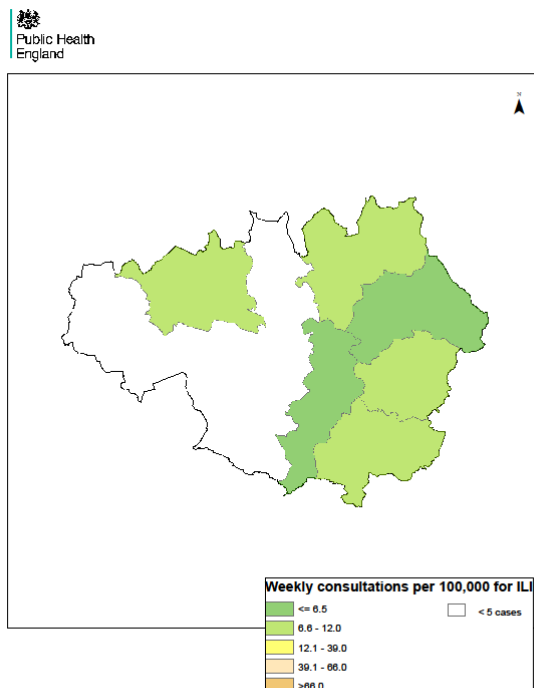 Public Health
England
N
Weekly consultations per 100,000 for ILI
<= 6.5
< 5 cases
6.6 - 12.0
12.1 - 39.0
39.1 - 66.0
>66.0